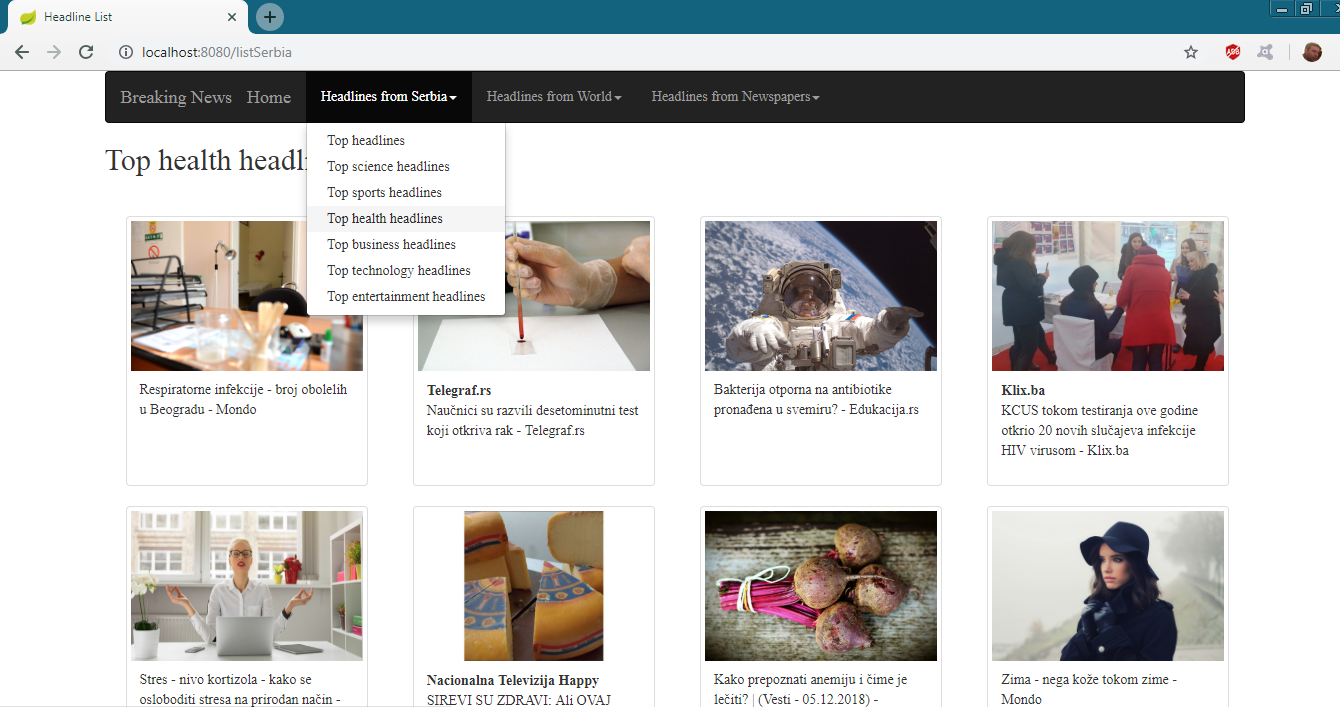 Headline List
localhost:8080/listSerbia
ABP
Breaking News Home Headlines from Serbia Headlines from World Headlines from Newspapers
Top headlines
Top science headlines
Top sports headlines
Top health headlines
Top business headlines
Top technology headlines
Top entertainment headlines
Top health headli
Respiratorne infekcije - broj obolelih
u Beogradu - Mondo
Telegraf.rs
Naučnici su razvili desetominutni test
koji otkriva rak - Telegraf.rs
Bakterija otporna na antibiotike
pronađena u svemiru? - Edukacija.rs
Klix.ba
KCUS tokom testiranja ove godine
otkrio 20 novih slučajeva infekcije
HIV virusom - Klix.ba
Stres - nivo kortizola - kako se
osloboditi stresa na prirodan način -
Nacionalna Televizija Happy
SIREVI SU ZDRAVI: Ali OVAJ
Kako prepoznati anemiju i čime je
lečiti? | (Vesti - 05.12.2018) -
Zima - nega kože tokom zime -
Mondo